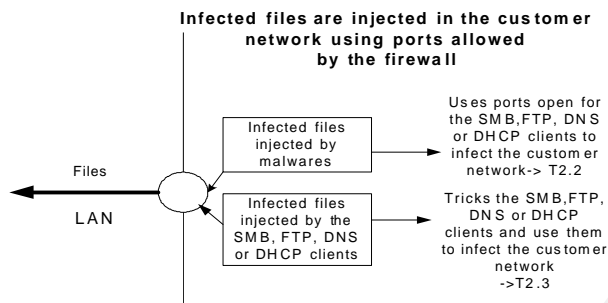 Infected files are injected in the customer
network using ports allowed
by the firewall
Infected files
injected by
malwares
Uses ports open for
the SMB,FTP, DNS
or DHCP clients to
infect the customer
network-> T2.2
Files
LAN
Infected files
injected by the
SMB, FTP, DNS
or DHCP clients
Tricks the SMB,FTP,
DNS or DHCP
clients and use them
to infect the customer
network
->T2.3